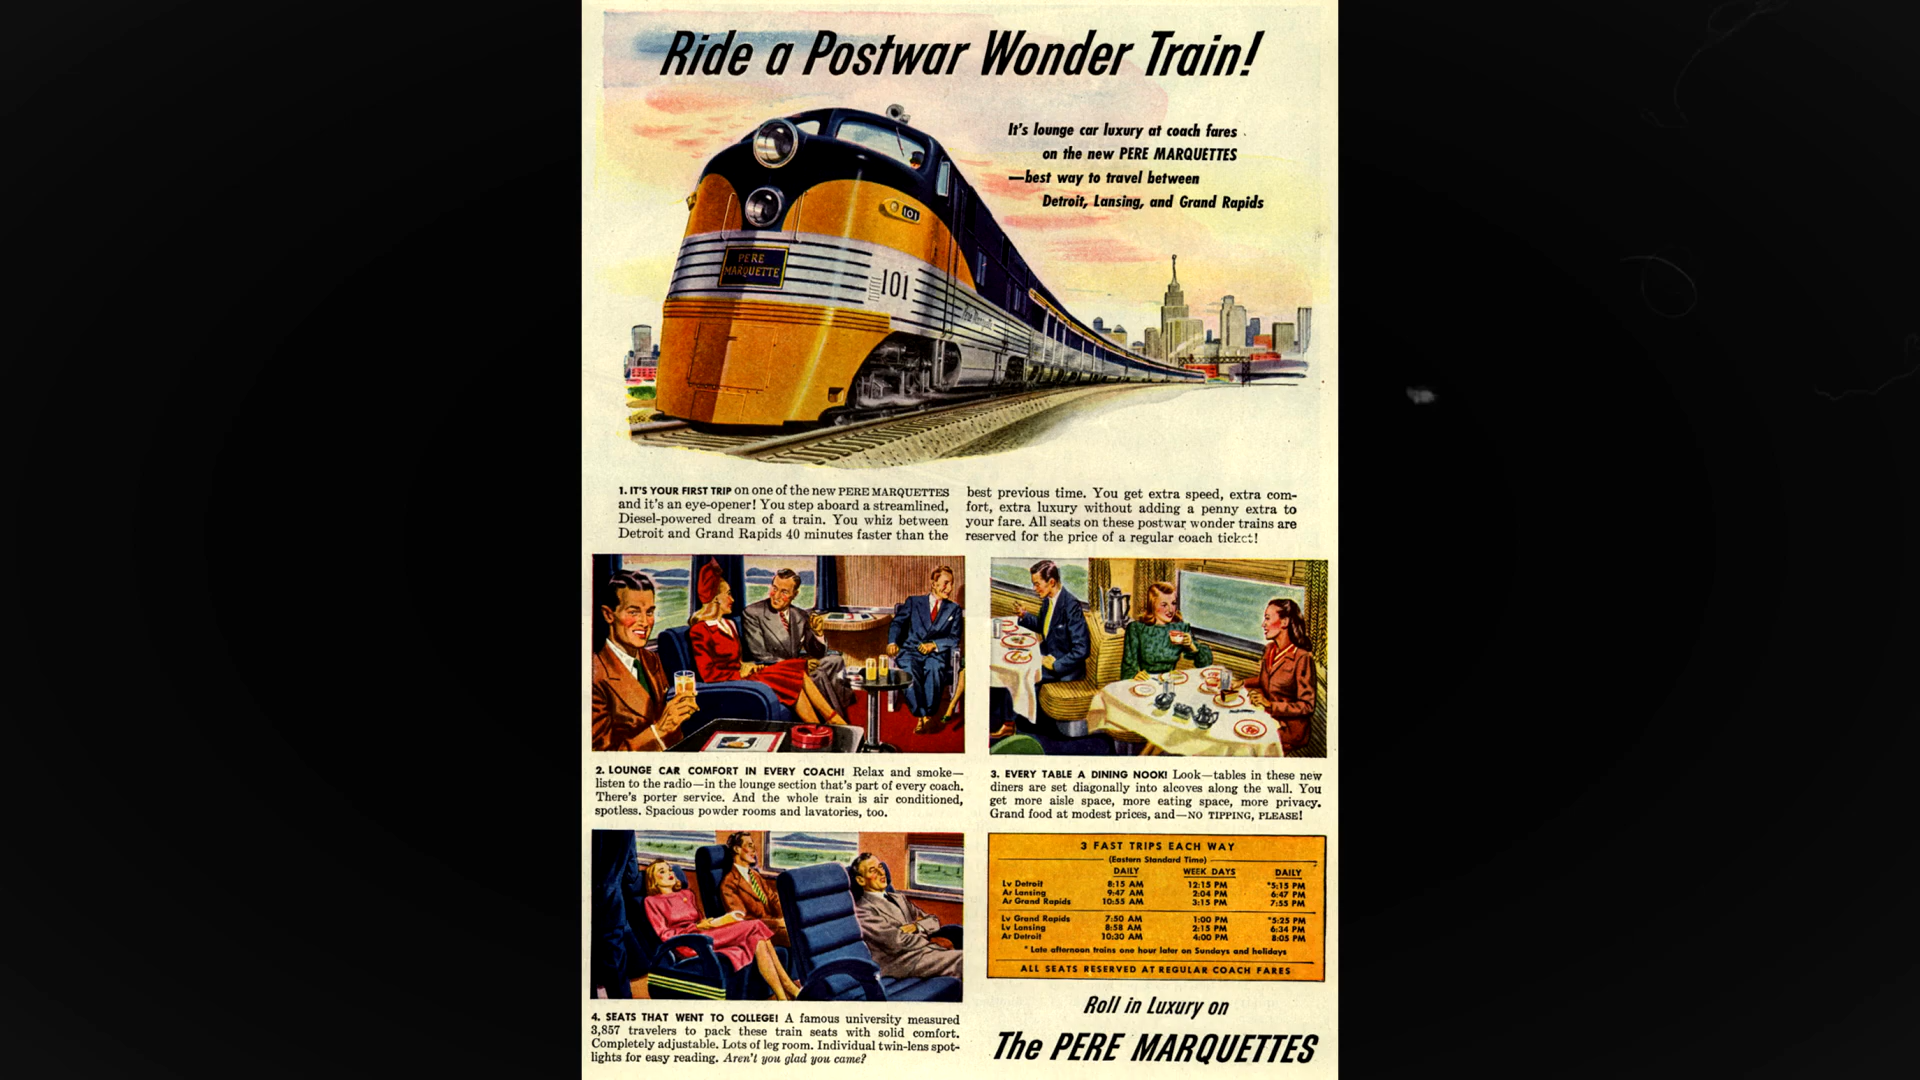 Ride a Postwar Wonder Train!
It's lounge car luxury at coach fares
on the new PERE MARQUETTES
—best way to travel between
Detroit, Lansing, and Grand Rapids
101
PERE
MARQUETTE
101
Pere Marquette
1. IT'S YOUR FIRST TRIP on one of the new PERE MARQUETTES
and it's an eye-opener! You step aboard a streamlined,
Diesel-powered dream of a train. You whiz between
Detroit and Grand Rapids 40 minutes faster than the
best previous time. You get extra speed, extra com-
fort, extra luxury without adding a penny extra to
your fare. All seats on these postwar wonder trains are
reserved for the price of a regular coach ticket!
2. LOUNGE CAR COMFORT IN EVERY COACH! Relax and smoke—
listen to the radio—in the lounge section that's part of every coach.
There's porter service. And the whole train is air conditioned,
spotless. Spacious powder rooms and lavatories, too.
3. EVERY TABLE A DINING NOOK! Look—tables in these new
diners are set diagonally into alcoves along the wall. You
get more aisle space, more eating space, more privacy.
Grand food at modest prices, and—NO TIPPING, PLEASE!
4. SEATS THAT WENT TO COLLEGE! A famous university measured
3,857 travelers to pack these train seats with solid comfort.
Completely adjustable. Lots of leg room. Individual twin-lens spot-
lights for easy reading. Aren't you glad you came?
3 FAST TRIPS EACH WAY
(Eastern Standard Time)
DAILY WEEK DAYS DAILY
Lv Detroit 8:15 AM 12:15 PM *5:15 PM
Ar Lansing 9:47 AM 2:04 PM 6:47 PM
Ar Grand Rapids 10:55 AM 3:15 PM 7:55 PM
Lv Grand Rapids 7:50 AM 1:00 PM *5:25 PM
Lv Lansing 8:58 AM 2:15 PM 6:34 PM
Ar Detroit 10:30 AM 4:00 PM 8:05 PM
* Late afternoon trains one hour later on Sundays and holidays
ALL SEATS RESERVED AT REGULAR COACH FARES
Roll in Luxury on
The PERE MARQUETTES